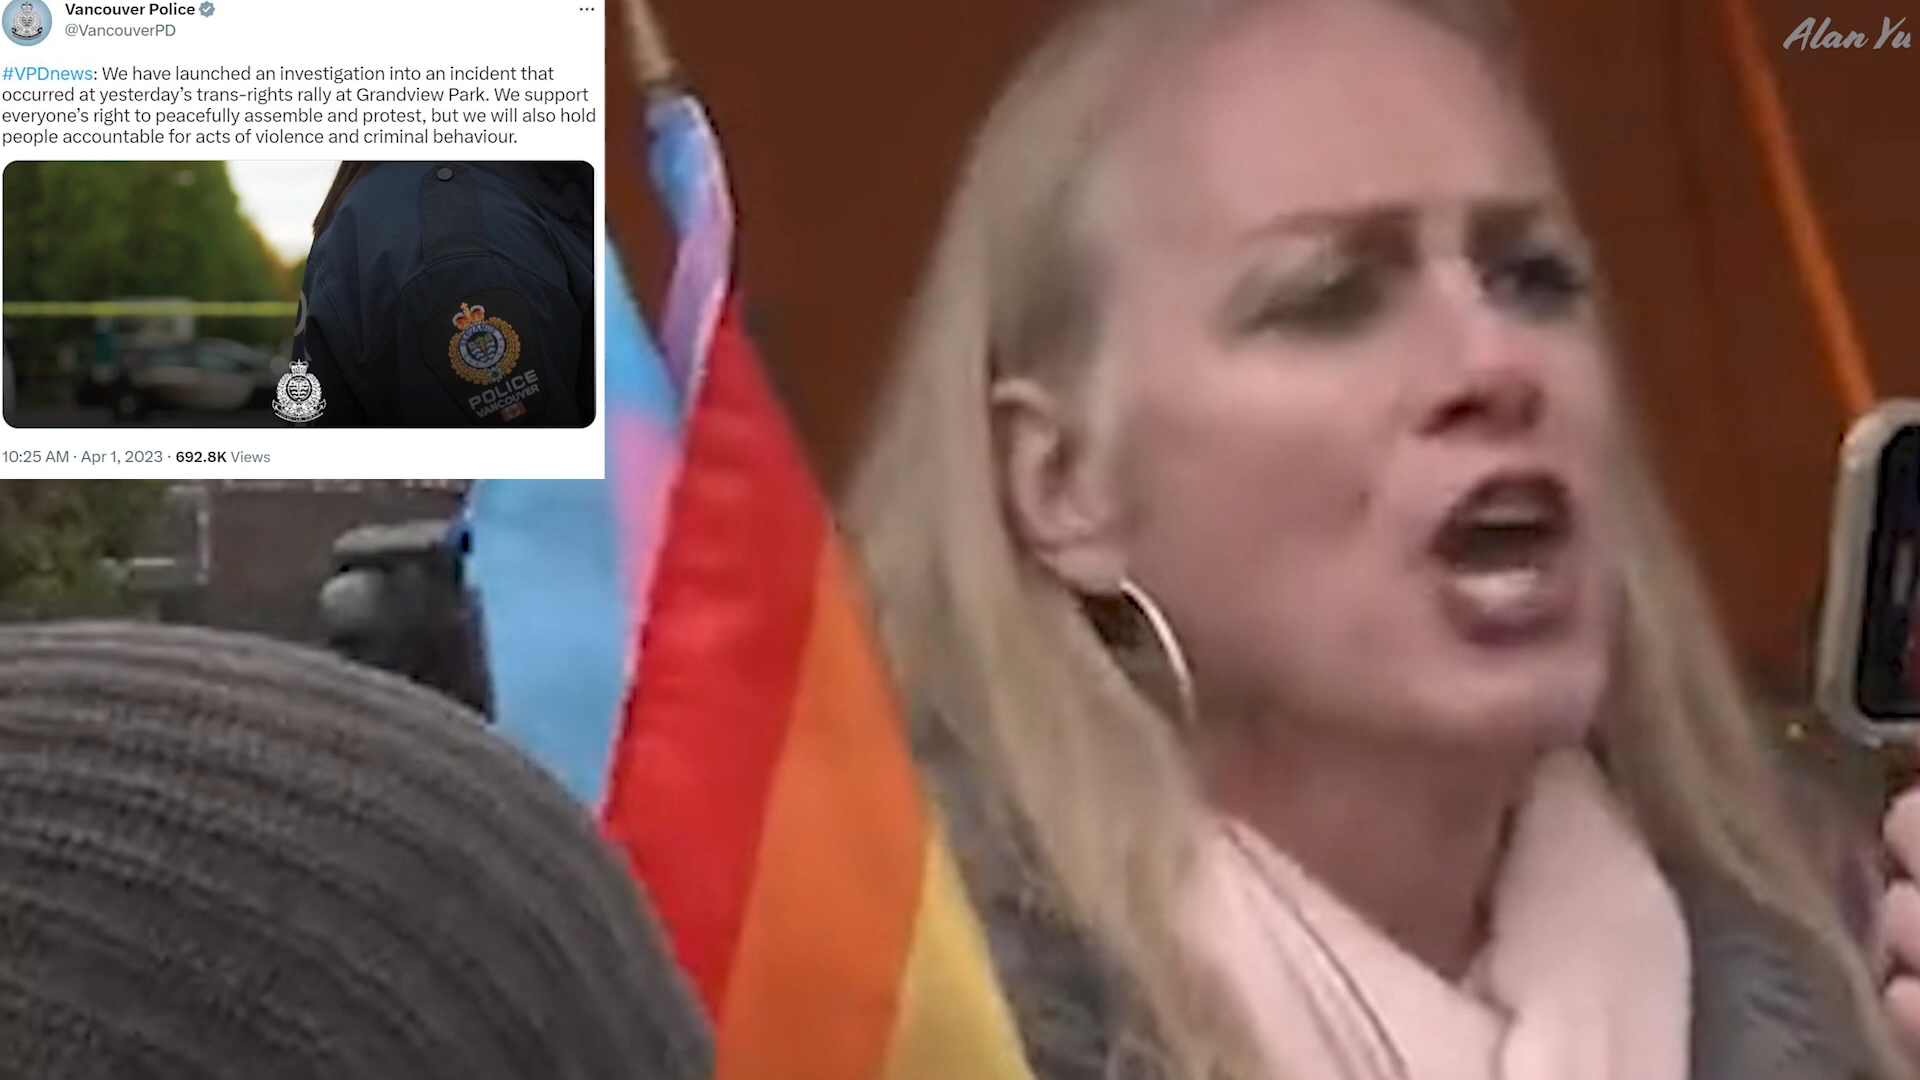 Vancouver Police
@VancouverPD
#VPDnews: We have launched an investigation into an incident that
occurred at yesterday's trans-rights rally at Grandview Park. We support
everyone's right to peacefully assemble and protest, but we will also hold
people accountable for acts of violence and criminal behaviour.
POLICE
VANCOUVER
10:25 AM · Apr 1, 2023 · 692.8K Views
Alan Yu